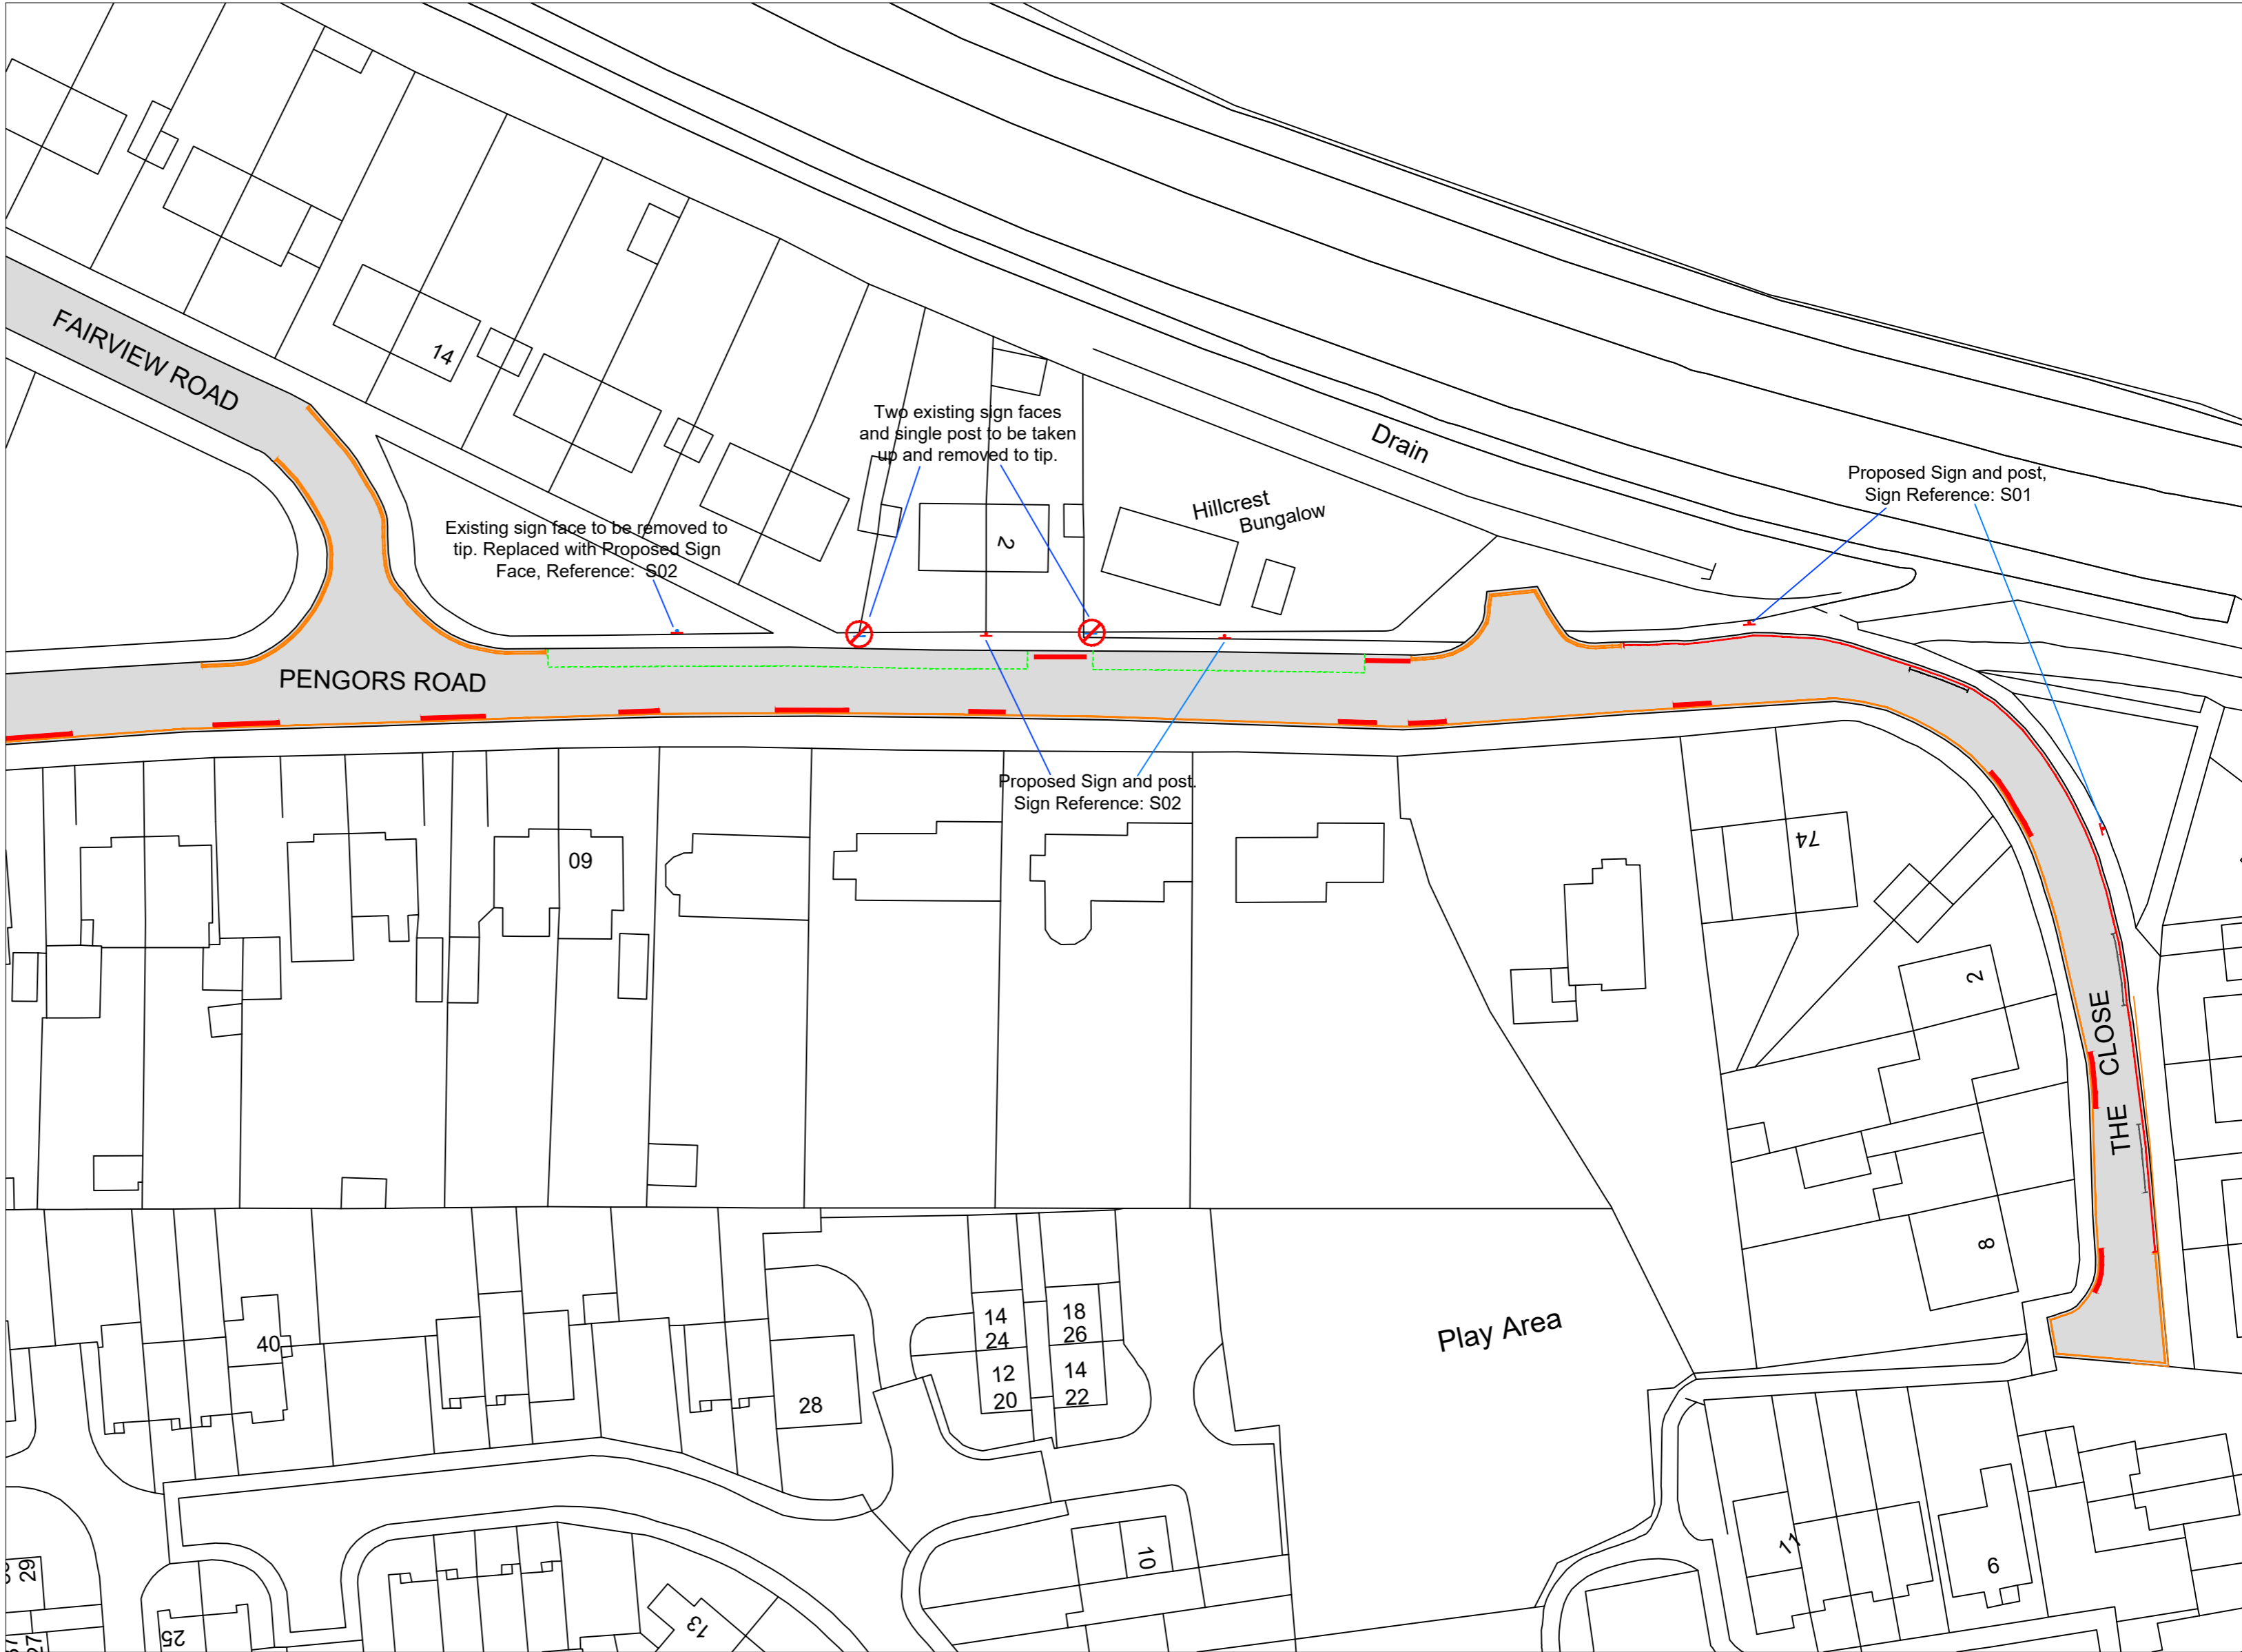 FAIRVIEW ROAD
14
Two existing sign faces
and single post to be taken
up and removed to tip.
Drain
Proposed Sign and post,
Sign Reference: S01
Hillcrest
Bungalow
2
Existing sign face to be removed to
tip. Replaced with Proposed Sign
Face, Reference: S02
PENGORS ROAD
Proposed Sign and post.
Sign Reference: S02
60
74
2
THE CLOSE
8
Play Area
40
28
14
24
18
26
12
20
14
22
10
11
6
29
27
25
13